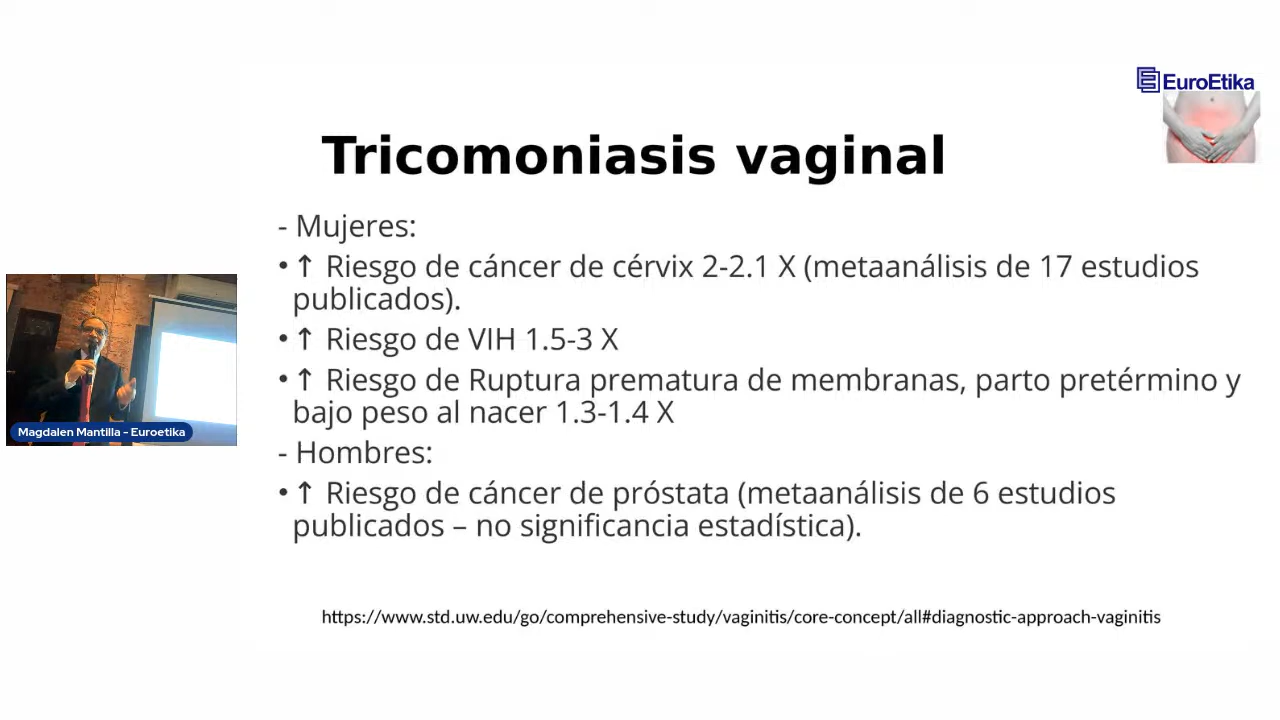 EuroEtika
Tricomoniasis vaginal
- Mujeres:
• ↑ Riesgo de cáncer de cérvix 2-2.1 X (metaanálisis de 17 estudios
publicados).
• ↑ Riesgo de VIH 1.5-3 X
• ↑ Riesgo de Ruptura prematura de membranas, parto pretérmino y
bajo peso al nacer 1.3-1.4 X
- Hombres:
• ↑ Riesgo de cáncer de próstata (metaanálisis de 6 estudios
publicados – no significancia estadística).
https://www.std.uw.edu/go/comprehensive-study/vaginitis/core-concept/all#diagnostic-approach-vaginitis
Magdalen Mantilla - Euroetika